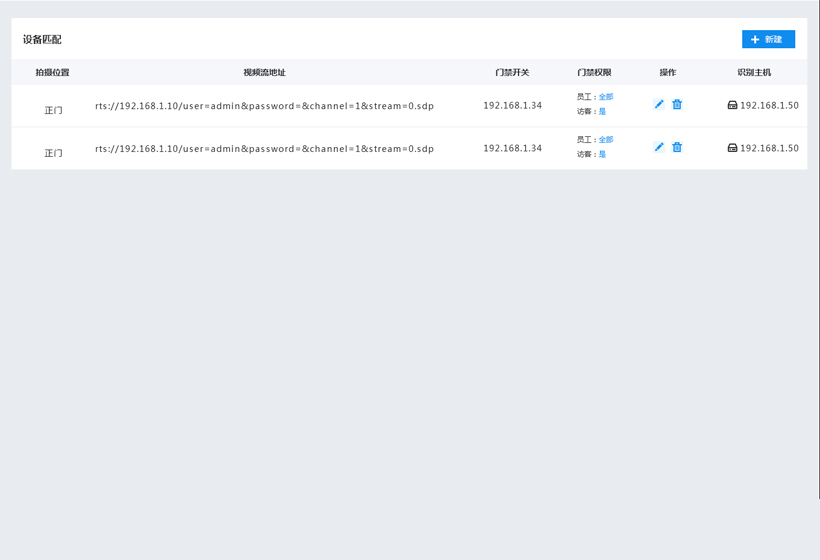 设备匹配
新建
拍摄位置 视频流地址 门禁开关 门禁权限 操作 识别主机
正门 rts://192.168.1.10/user=admin&password=&channel=1&stream=0.sdp 192.168.1.34 员工：全部 192.168.1.50
访客：是
正门 rts://192.168.1.10/user=admin&password=&channel=1&stream=0.sdp 192.168.1.34 员工：全部 192.168.1.50
访客：是